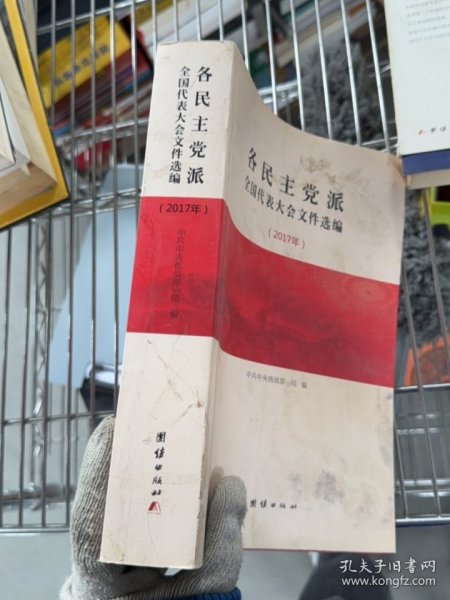 各民主党派
全国代表大会文件选编
（2017年）
中共中央统战部一局 编
团结出版社
各民主党派
全国代表大会文件选编
（2017年）
中共中央统战部一局 编
团结出版社
孔夫子旧书网
www.kongfz.com